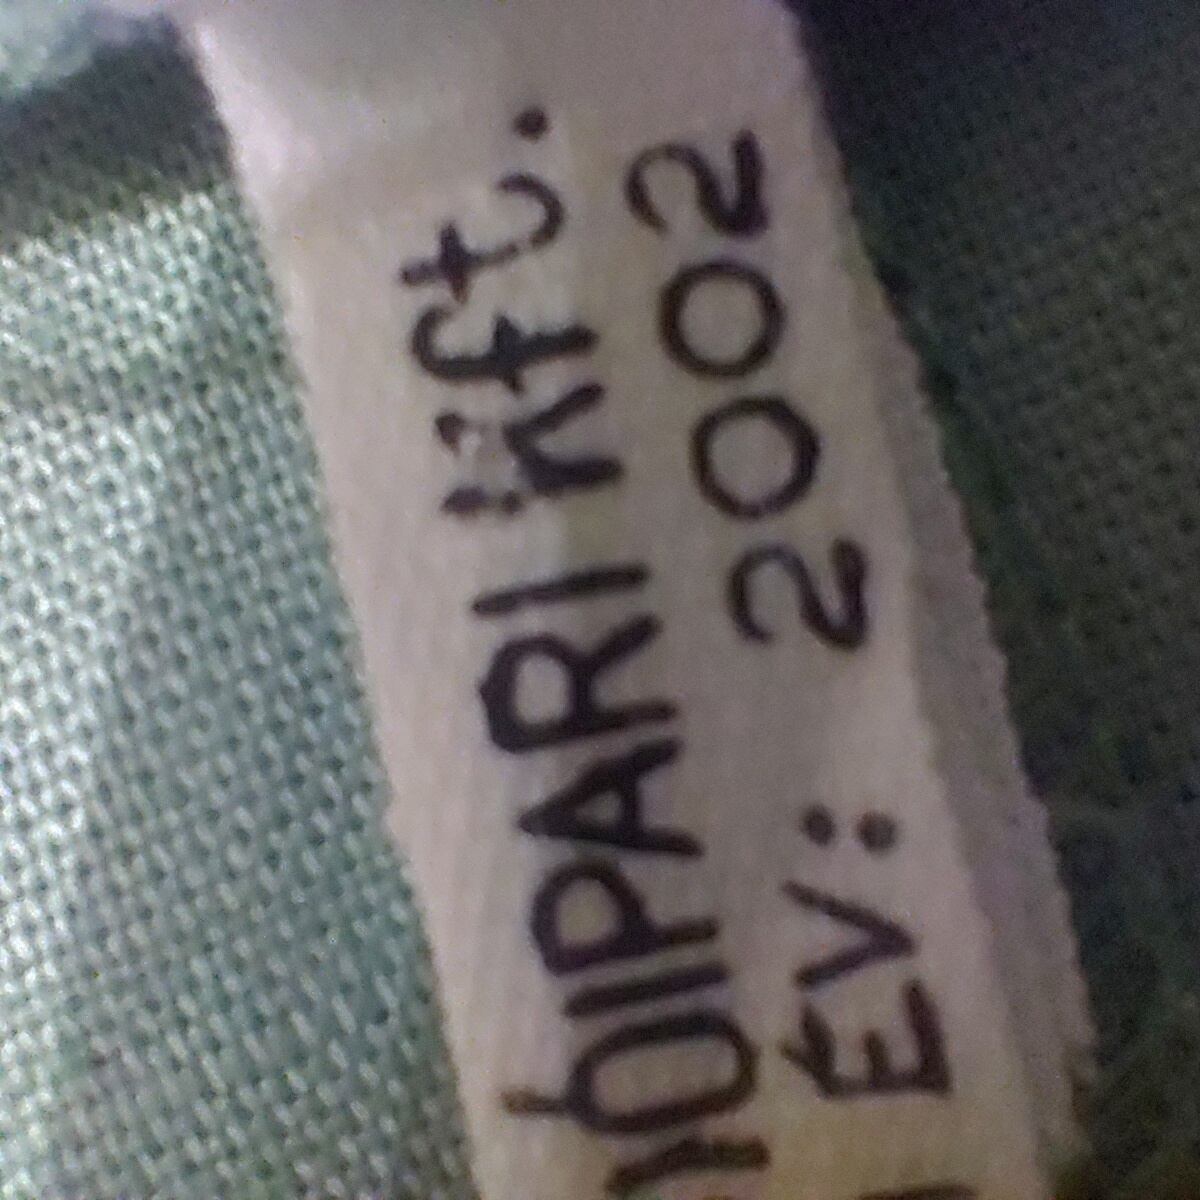 ÓIPARI kft.
ÉV: 2002